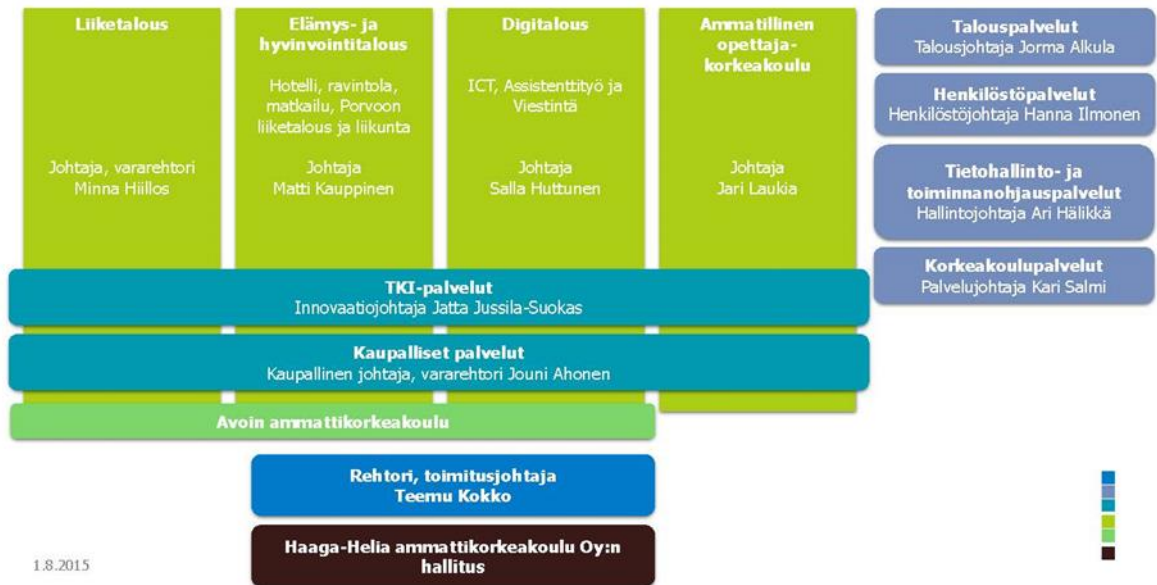 Liiketalous
Johtaja, vararehtori
Minna Hiillos
Elämys- ja
hyvinvointitalous
Hotelli, ravintola,
matkailu, Porvoon
liiketalous ja liikunta
Johtaja
Matti Kauppinen
Digitalous
ICT, Assistenttityö ja
Viestintä
Johtaja
Salla Huttunen
Ammatillinen
opettaja-
korkeakoulu
Johtaja
Jari Laukia
Talouspalvelut
Talousjohtaja Jorma Alkula
Henkilöstöpalvelut
Henkilöstöjohtaja Hanna Ilmonen
Tietohallinto- ja
toiminnanohjauspalvelut
Hallintojohtaja Ari Hälikkä
Korkeakoulupalvelut
Palvelujohtaja Kari Salmi
TKI-palvelut
Innovaatiojohtaja Jatta Jussila-Suokas
Kaupalliset palvelut
Kaupallinen johtaja, vararehtori Jouni Ahonen
Avoin ammattikorkeakoulu
Rehtori, toimitusjohtaja
Teemu Kokko
Haaga-Helia ammattikorkeakoulu Oy:n
hallitus
1.8.2015